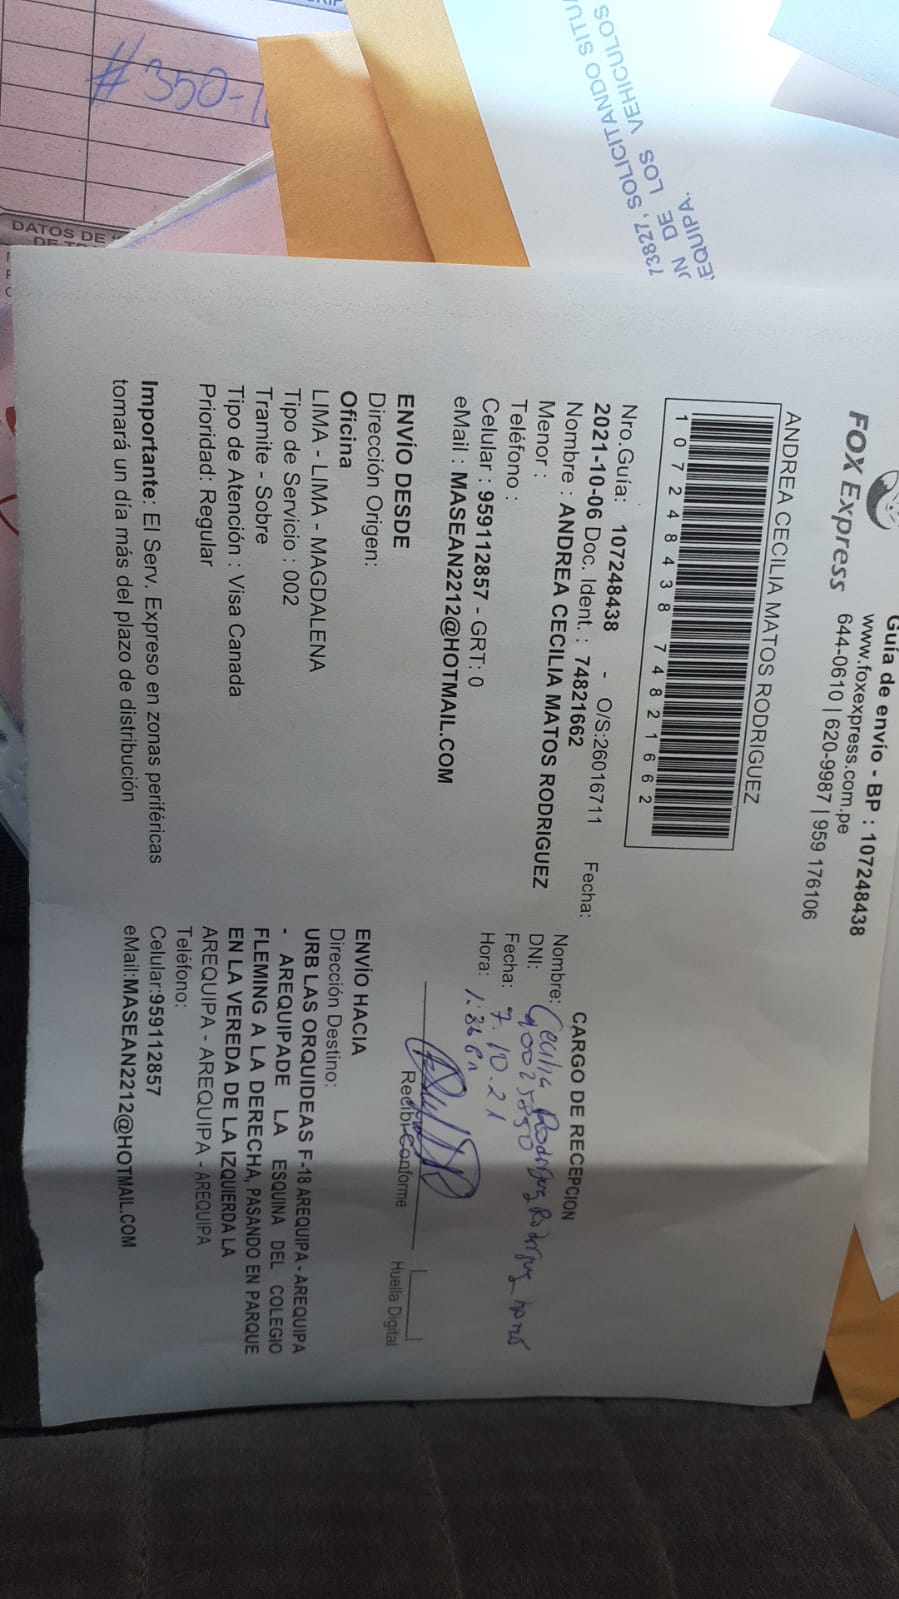 Guía de envío - BP : 107248438
www.foxexpress.com.pe
644-0610 | 620-9987 | 959 176106
FOX Express
ANDREA CECILIA MATOS RODRIGUEZ
1 0 7 2 4 8 4 3 8 7 4 8 2 1 6 6 2
Nro.Guía: 107248438 - O/S:26016711 Fecha:
2021-10-06 Doc. Ident. : 74821662
Nombre : ANDREA CECILIA MATOS RODRIGUEZ
Menor :
Teléfono :
Celular : 959112857 - GRT: 0
eMail : MASEAN2212@HOTMAIL.COM
ENVÍO DESDE
Dirección Origen:
Oficina
LIMA - LIMA - MAGDALENA
Tipo de Servicio : 002
Tramite - Sobre
Tipo de Atención : Visa Canada
Prioridad: Regular
Importante: El Serv. Expreso en zonas periféricas
tomará un día más del plazo de distribución
CARGO DE RECEPCION
Nombre: Cecilia Rodriguez Rodriguez
DNI:
Fecha: 7.10.21
Hora:
Recibí Conforme
Huella Digital
ENVÍO HACIA
Dirección Destino:
URB LAS ORQUIDEAS F-18 AREQUIPA - AREQUIPA
- AREQUIPADE LA ESQUINA DEL COLEGIO
FLEMING A LA DERECHA, PASANDO EN PARQUE
EN LA VEREDA DE LA IZQUIERDA LA
AREQUIPA - AREQUIPA - AREQUIPA
Teléfono:
Celular:959112857
eMail:MASEAN2212@HOTMAIL.COM
73827, SOLICITANDO
DE LOS VEHICULOS
EQUIPA.
#350-1
DATOS DE